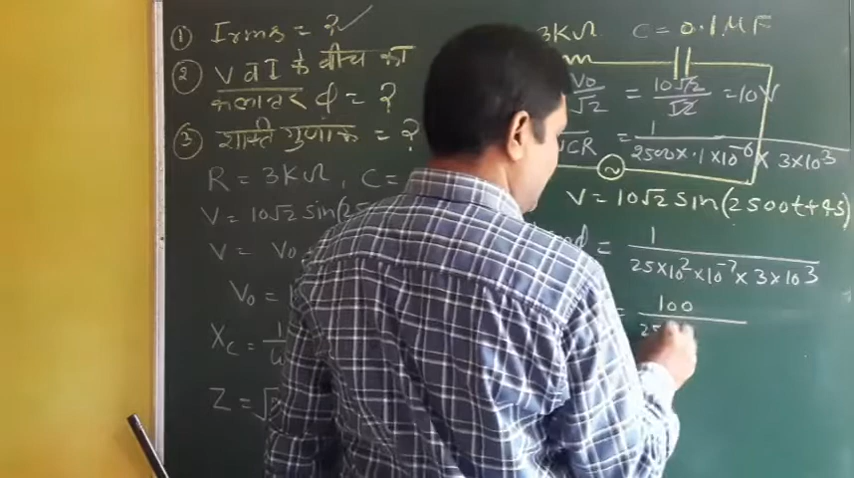 ① Irms = ?
② V व I के बीच का
कलान्तर ϕ = ?
③ शक्ति गुणांक = ?
R = 3KΩ , C =
V = 10√2 sin(25
V = V₀
V₀ =
X_C = 1
Z = √
3KΩ C = 0.1 μF
V₀/√2 = 10√2/√2 = 10V
CR = 1/(2500×.1×10⁻⁶×3×10³)
V = 10√2 sin(2500t+45)
ϕ = 1/(25×10²×10⁻⁷×3×10³)
= 100/25